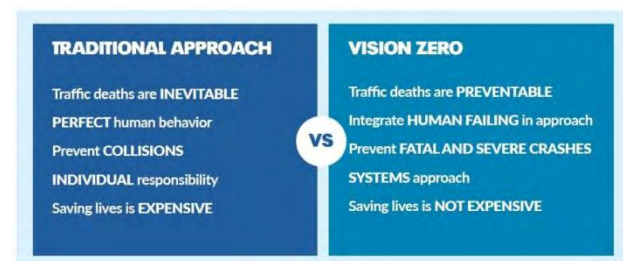 TRADITIONAL APPROACH
Traffic deaths are INEVITABLE
PERFECT human behavior
Prevent COLLISIONS
INDIVIDUAL responsibility
Saving lives is EXPENSIVE
VS
VISION ZERO
Traffic deaths are PREVENTABLE
Integrate HUMAN FAILING in approach
Prevent FATAL AND SEVERE CRASHES
SYSTEMS approach
Saving lives is NOT EXPENSIVE